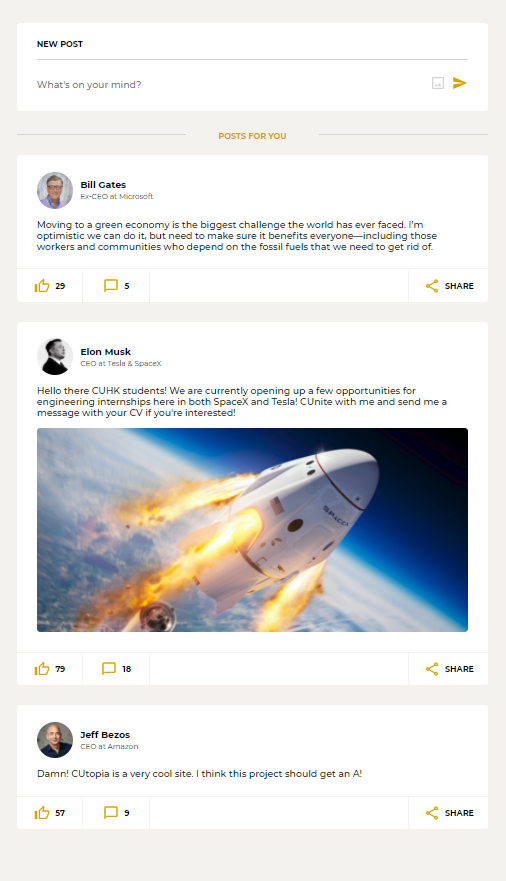 NEW POST
What's on your mind?
POSTS FOR YOU
Bill Gates
Ex-CEO at Microsoft
Moving to a green economy is the biggest challenge the world has ever faced. I'm
optimistic we can do it, but need to make sure it benefits everyone—including those
workers and communities who depend on the fossil fuels that we need to get rid of.
29 5 SHARE
Elon Musk
CEO at Tesla & SpaceX
Hello there CUHK students! We are currently opening up a few opportunities for
engineering internships here in both SpaceX and Tesla! CUnite with me and send me a
message with your CV if you're interested!
SPACEX
79 18 SHARE
Jeff Bezos
CEO at Amazon
Damn! CUtopia is a very cool site. I think this project should get an A!
57 9 SHARE